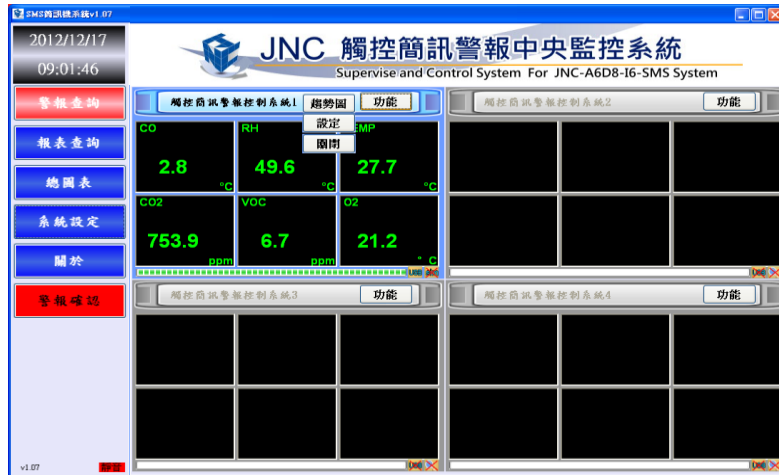 SMS簡訊機系統v1.07
2012/12/17
09:01:46
JNC 觸控簡訊警報中央監控系統
Supervise and Control System For JNC-A6D8-I6-SMS System
警報查詢
報表查詢
總圖表
系統設定
關於
警報確認
v1.07
靜音
觸控簡訊警報控制系統1
趨勢圖
功能
設定
關閉
CO
2.8
°C
RH
49.6
°C
EMP
27.7
°C
CO2
753.9
ppm
VOC
6.7
ppm
O2
21.2
° C
觸控簡訊警報控制系統2
功能
觸控簡訊警報控制系統3
功能
觸控簡訊警報控制系統4
功能